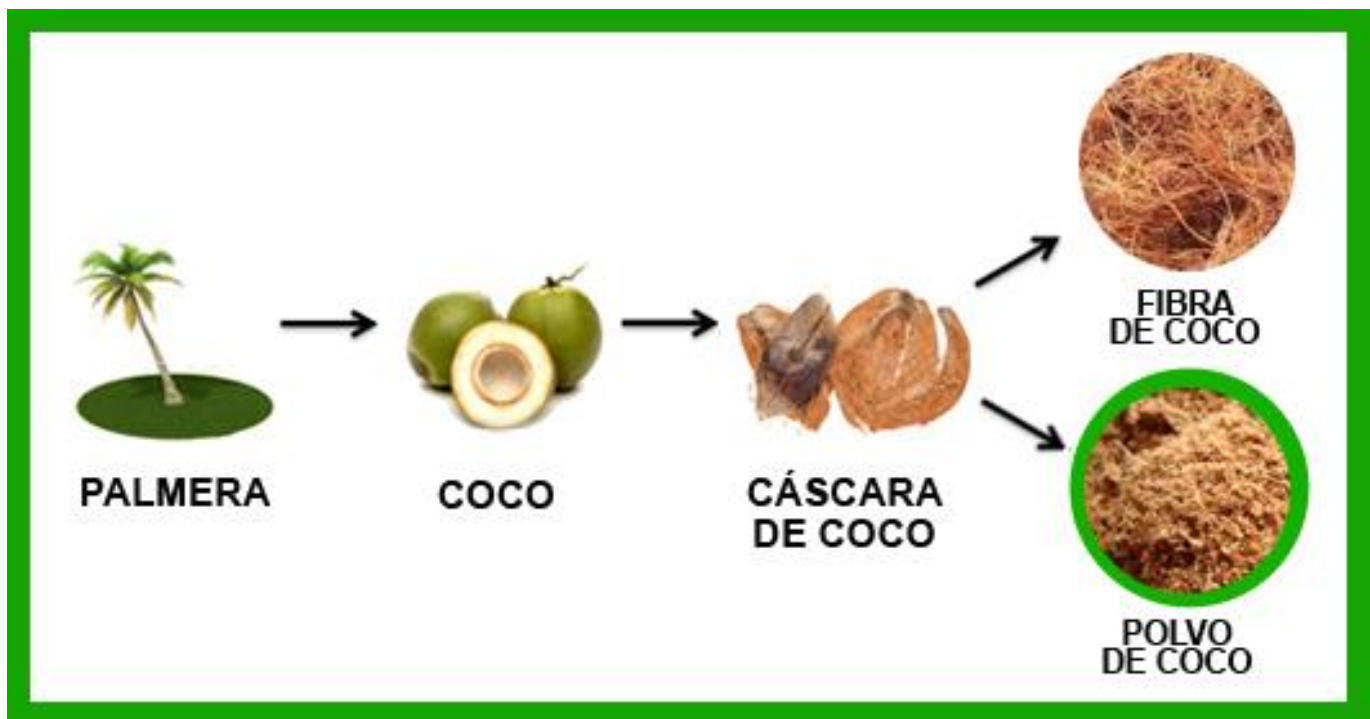 PALMERA
COCO
CÁSCARA
DE COCO
FIBRA
DE COCO
POLVO
DE COCO